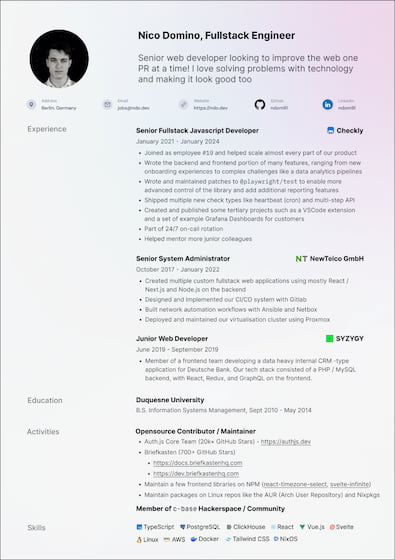 Nico Domino, Fullstack Engineer
Senior web developer looking to improve the web one
PR at a time! I love solving problems with technology
and making it look good too
Address
Berlin, Germany
Email
jobs@ndo.dev
Website
https://ndo.dev
Github
ndom91
LinkedIn
ndom91
Experience
Senior Fullstack Javascript Developer
Checkly
January 2021 - January 2024
• Joined as employee #19 and helped scale almost every part of our product
• Wrote the backend and frontend portion of many features, ranging from new
onboarding experiences to complex challenges like a data analytics pipeline
• Wrote and maintained patches to @playwright/test to enable more
advanced control of the library and add additional reporting features
• Shipped multiple new check types like heartbeat (cron) and multi-step API
• Created and published some tertiary projects such as a VSCode extension
and a set of example Grafana Dashboards for customers
• Part of 24/7 on-call rotation
• Helped mentor more junior colleagues
Senior System Administrator
NT NewTelco GmbH
October 2017 - January 2022
• Created multiple custom fullstack web applications using mostly React /
Next.js and Node.js on the backend
• Designed and implemented our CI/CD system with Gitlab
• Built network automation workflows with Ansible and Netbox
• Deployed and maintained our virtualisation cluster using Proxmox
Junior Web Developer
SYZYGY
June 2019 - September 2019
• Member of a frontend team developing a data heavy internal CRM -type
application for Deutsche Bank. Our tech stack consisted of a PHP / MySQL
backend, with React, Redux, and GraphQL on the frontend.
Education
Duquesne University
B.S. Information Systems Management, Sept 2010 - May 2014
Activities
Opensource Contributor / Maintainer
• Auth.js Core Team (20k+ GitHub Stars) - https://authjs.dev
• Briefkasten (700+ GitHub Stars)
• https://docs.briefkastenhq.com
• https://dev.briefkastenhq.com
• Maintain a few frontend libraries on NPM (react-timezone-select, svelte-infinite)
• Maintain packages on Linux repos like the AUR (Arch User Repository) and Nixpkgs
Member of c-base Hackerspace / Community
Skills
TypeScript PostgreSQL ClickHouse React Vue.js Svelte
Linux AWS Docker Tailwind CSS NixOS